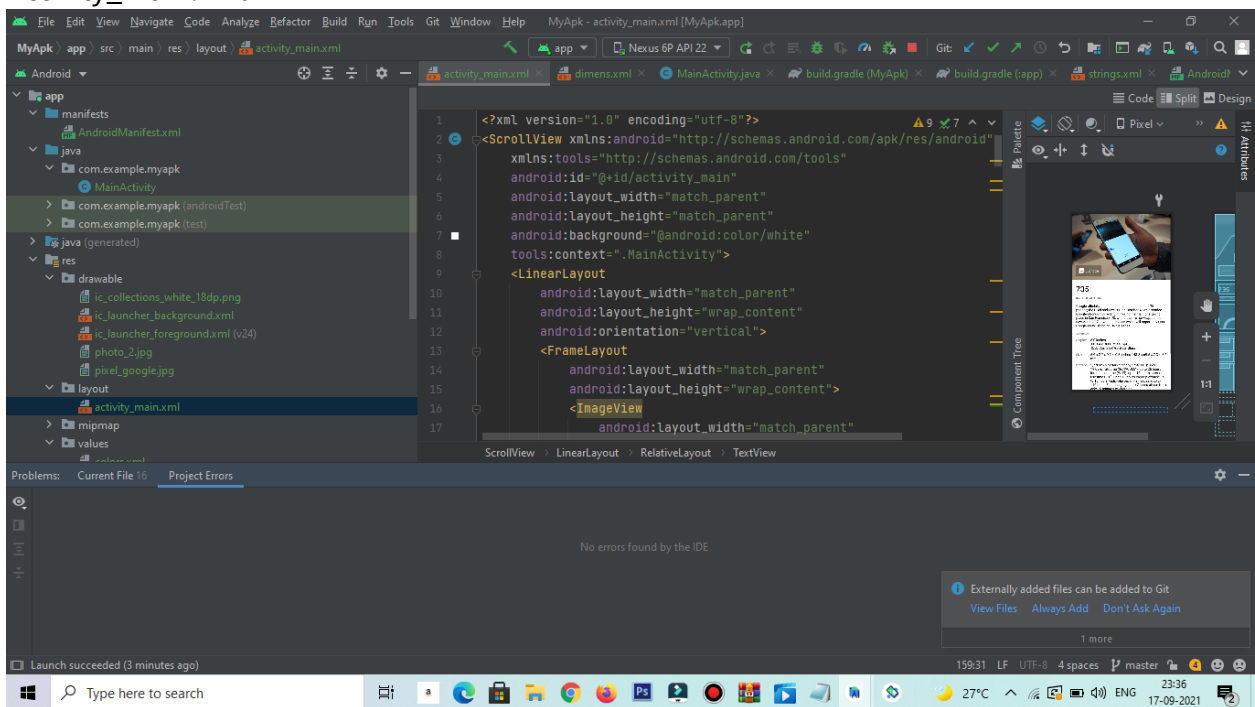 File Edit View Navigate Code Analyze Refactor Build Run Tools Git Window Help MyApk - activity_main.xml [MyApk.app]
MyApk app src main res layout activity_main.xml app Nexus 6P API 22 Git:
Android activity_main.xml dimens.xml MainActivity.java build.gradle (MyApk) build.gradle (:app) strings.xml
Code Split Design
app
manifests
AndroidManifest.xml
java
com.example.myapk
MainActivity
com.example.myapk (androidTest)
com.example.myapk (test)
java (generated)
res
drawable
ic_collections_white_18dp.png
ic_launcher_background.xml
ic_launcher_foreground.xml (v24)
photo_2.jpg
pixel_google.jpg
layout
activity_main.xml
mipmap
values
colors.xml
1 <?xml version="1.0" encoding="utf-8"?> 9 7
2 <ScrollView xmlns:android="http://schemas.android.com/apk/res/android"
3 xmlns:tools="http://schemas.android.com/tools"
4 android:id="@+id/activity_main"
5 android:layout_width="match_parent"
6 android:layout_height="match_parent"
7 android:background="@android:color/white"
8 tools:context=".MainActivity">
9 <LinearLayout
10 android:layout_width="match_parent"
11 android:layout_height="wrap_content"
12 android:orientation="vertical">
13 <FrameLayout
14 android:layout_width="match_parent"
15 android:layout_height="wrap_content">
16 <ImageView
17 android:layout_width="match_parent"
ScrollView LinearLayout RelativeLayout TextView
Palette
Component Tree
Pixel
Attributes
735
1:1
Problems: Current File 16 Project Errors
No errors found by the IDE
Externally added files can be added to Git
View Files Always Add Don't Ask Again
1 more
Launch succeeded (3 minutes ago) 159:31 LF UTF-8 4 spaces master 4
Type here to search 27°C ENG 23:36
17-09-2021 2